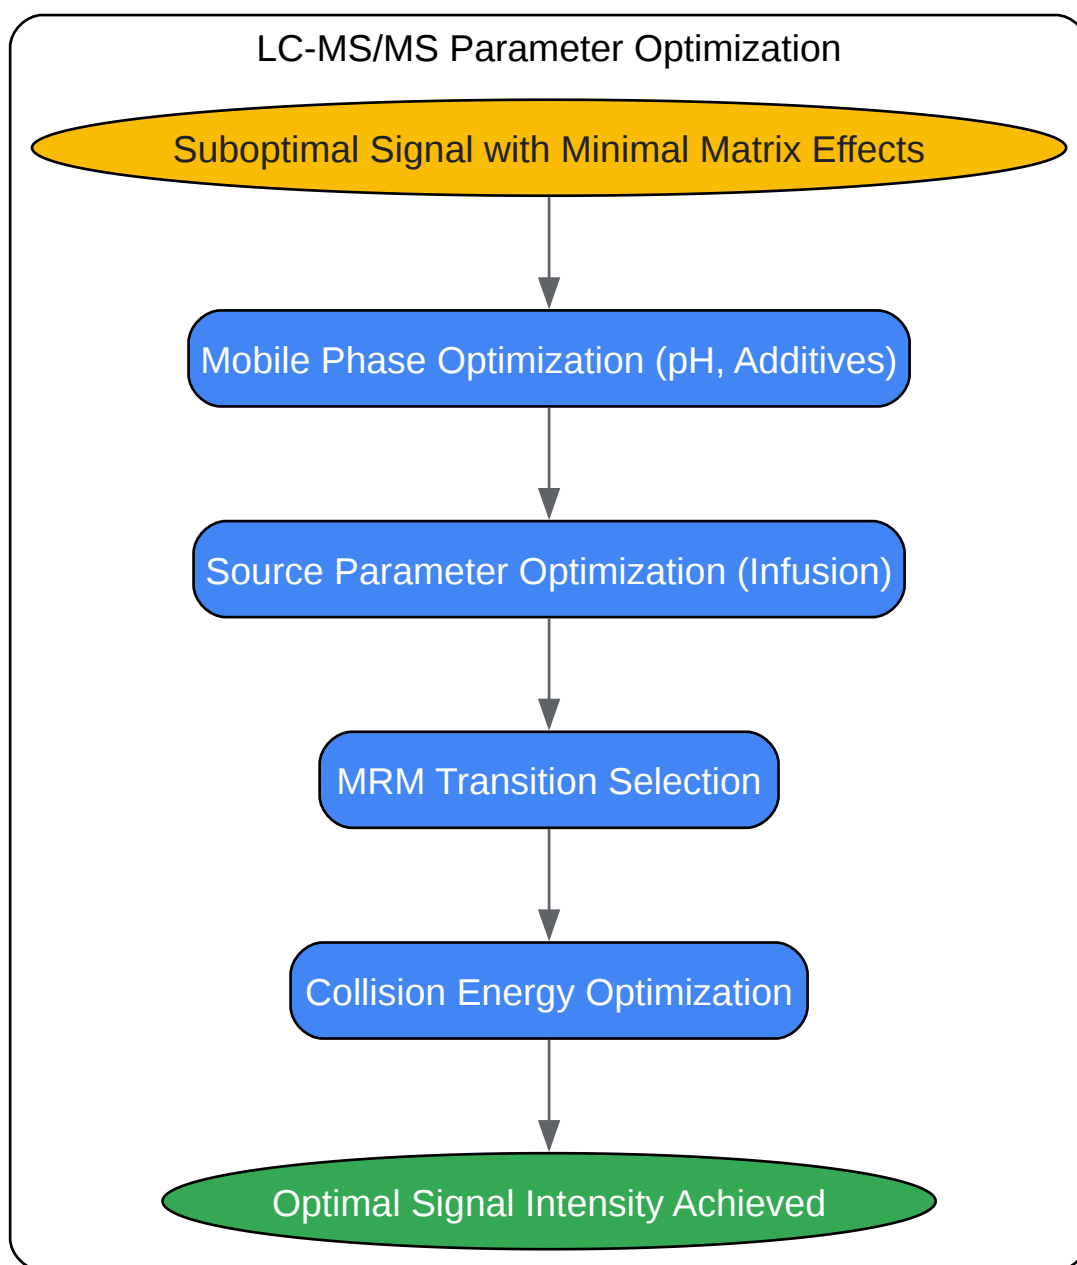 LC-MS/MS Parameter Optimization
Suboptimal Signal with Minimal Matrix Effects
Mobile Phase Optimization (pH, Additives)
Source Parameter Optimization (Infusion)
MRM Transition Selection
Collision Energy Optimization
Optimal Signal Intensity Achieved